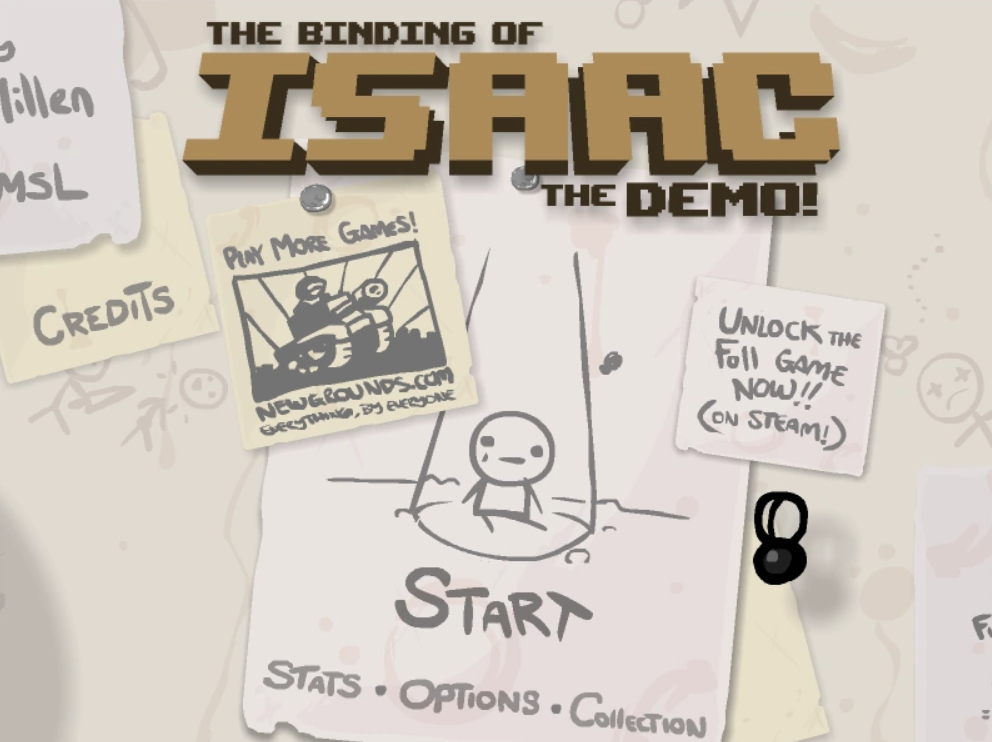 THE BINDING OF
ISAAC
THE DEMO!
Millen
MSL
CREDITS
PLAY MORE GAMES!
NEWGROUNDS.COM
EVERYTHING, BY EVERYONE
UNLOCK THE
Full GAME
NOW!!
(ON STEAM!)
START
STATS • OPTIONS • COllECTION